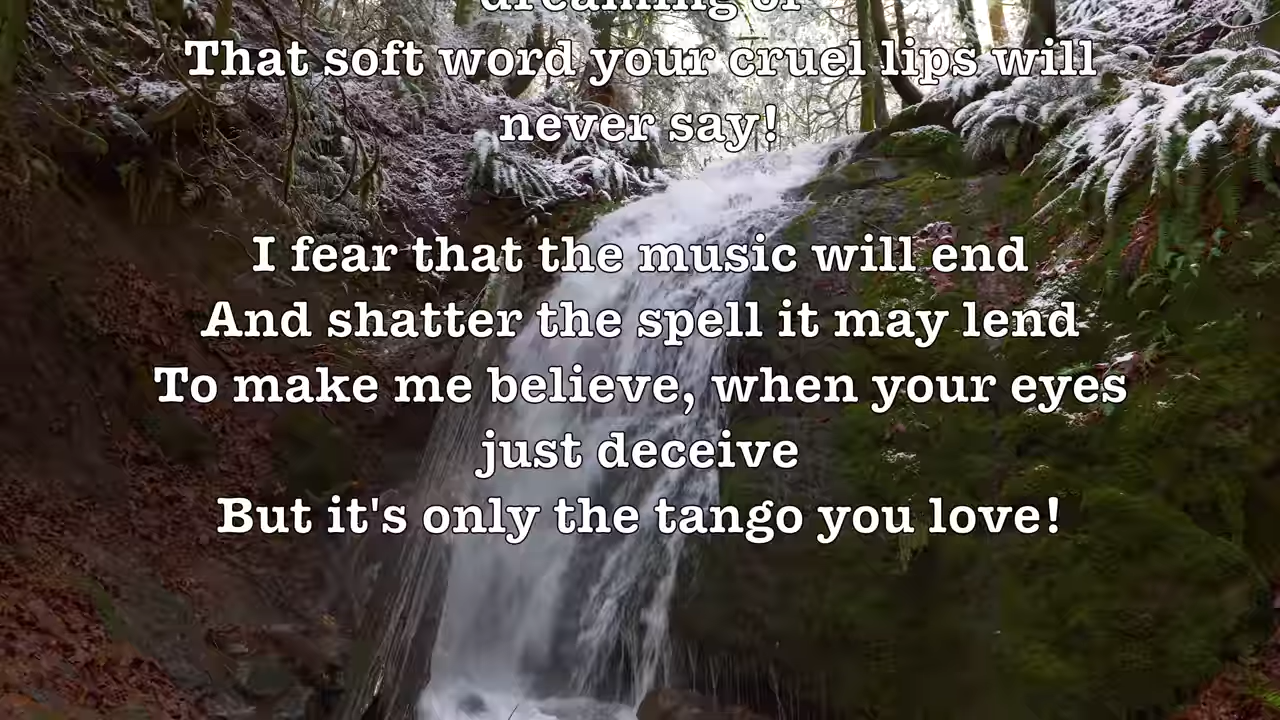 dreaming of
That soft word your cruel lips will
never say!
I fear that the music will end
And shatter the spell it may lend
To make me believe, when your eyes
just deceive
But it's only the tango you love!